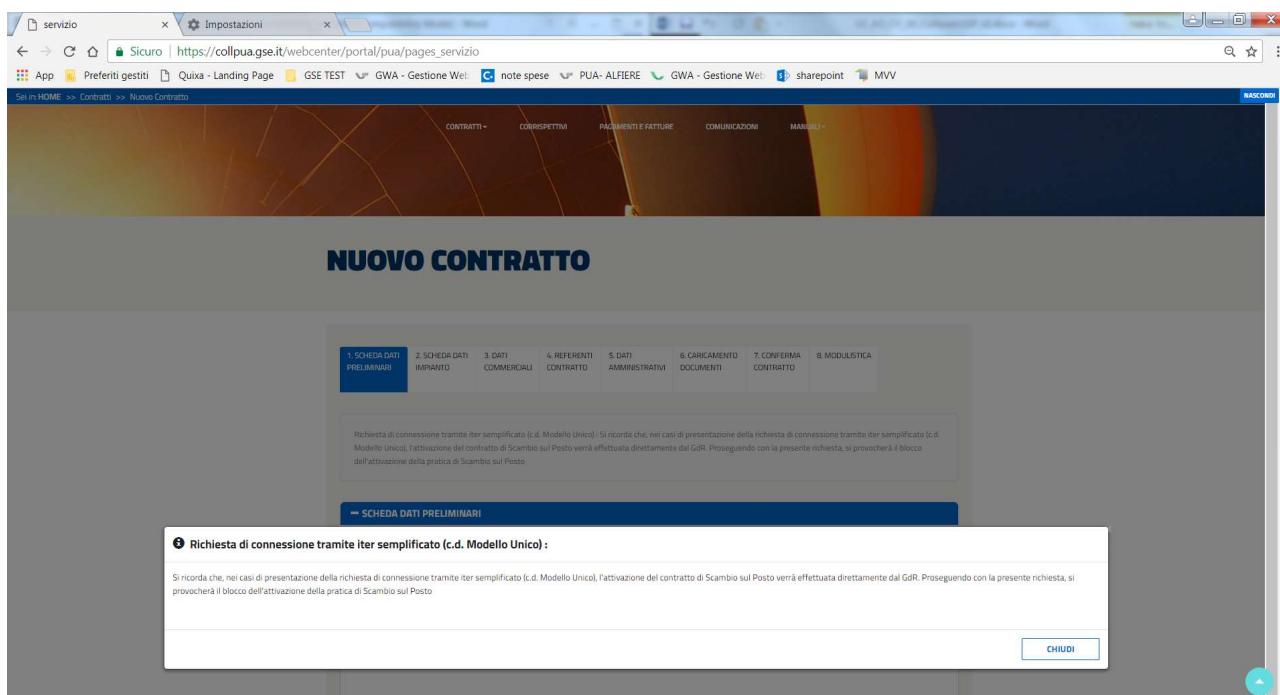 servizio
Impostazioni
Sicuro | https://collpua.gse.it/webcenter/portal/pua/pages_servizio
App Preferiti gestiti Quixa - Landing Page GSE TEST GWA - Gestione Web note spese PUA- ALFIERE GWA - Gestione Web sharepoint MVV
Sei in: HOME >> Contratti >> Nuovo Contratto
NASCONDI
CONTRATTI CORRISPETTIVI PAGAMENTI E FATTURE COMUNICAZIONI MANUALI
NUOVO CONTRATTO
1. SCHEDA DATI PRELIMINARI
2. SCHEDA DATI IMPIANTO
3. DATI COMMERCIALI
4. REFERENTI CONTRATTO
5. DATI AMMINISTRATIVI
6. CARICAMENTO DOCUMENTI
7. CONFERMA CONTRATTO
8. MODULISTICA
Richiesta di connessione tramite iter semplificato (c.d. Modello Unico) : Si ricorda che, nei casi di presentazione della richiesta di connessione tramite iter semplificato (c.d.
Modello Unico), l'attivazione del contratto di Scambio sul Posto verrà effettuata direttamente dal GdR. Proseguendo con la presente richiesta, si provocherà il blocco
dell'attivazione della pratica di Scambio sul Posto
SCHEDA DATI PRELIMINARI
Richiesta di connessione tramite iter semplificato (c.d. Modello Unico) :
Si ricorda che, nei casi di presentazione della richiesta di connessione tramite iter semplificato (c.d. Modello Unico), l'attivazione del contratto di Scambio sul Posto verrà effettuata direttamente dal GdR. Proseguendo con la presente richiesta, si
provocherà il blocco dell'attivazione della pratica di Scambio sul Posto
CHIUDI